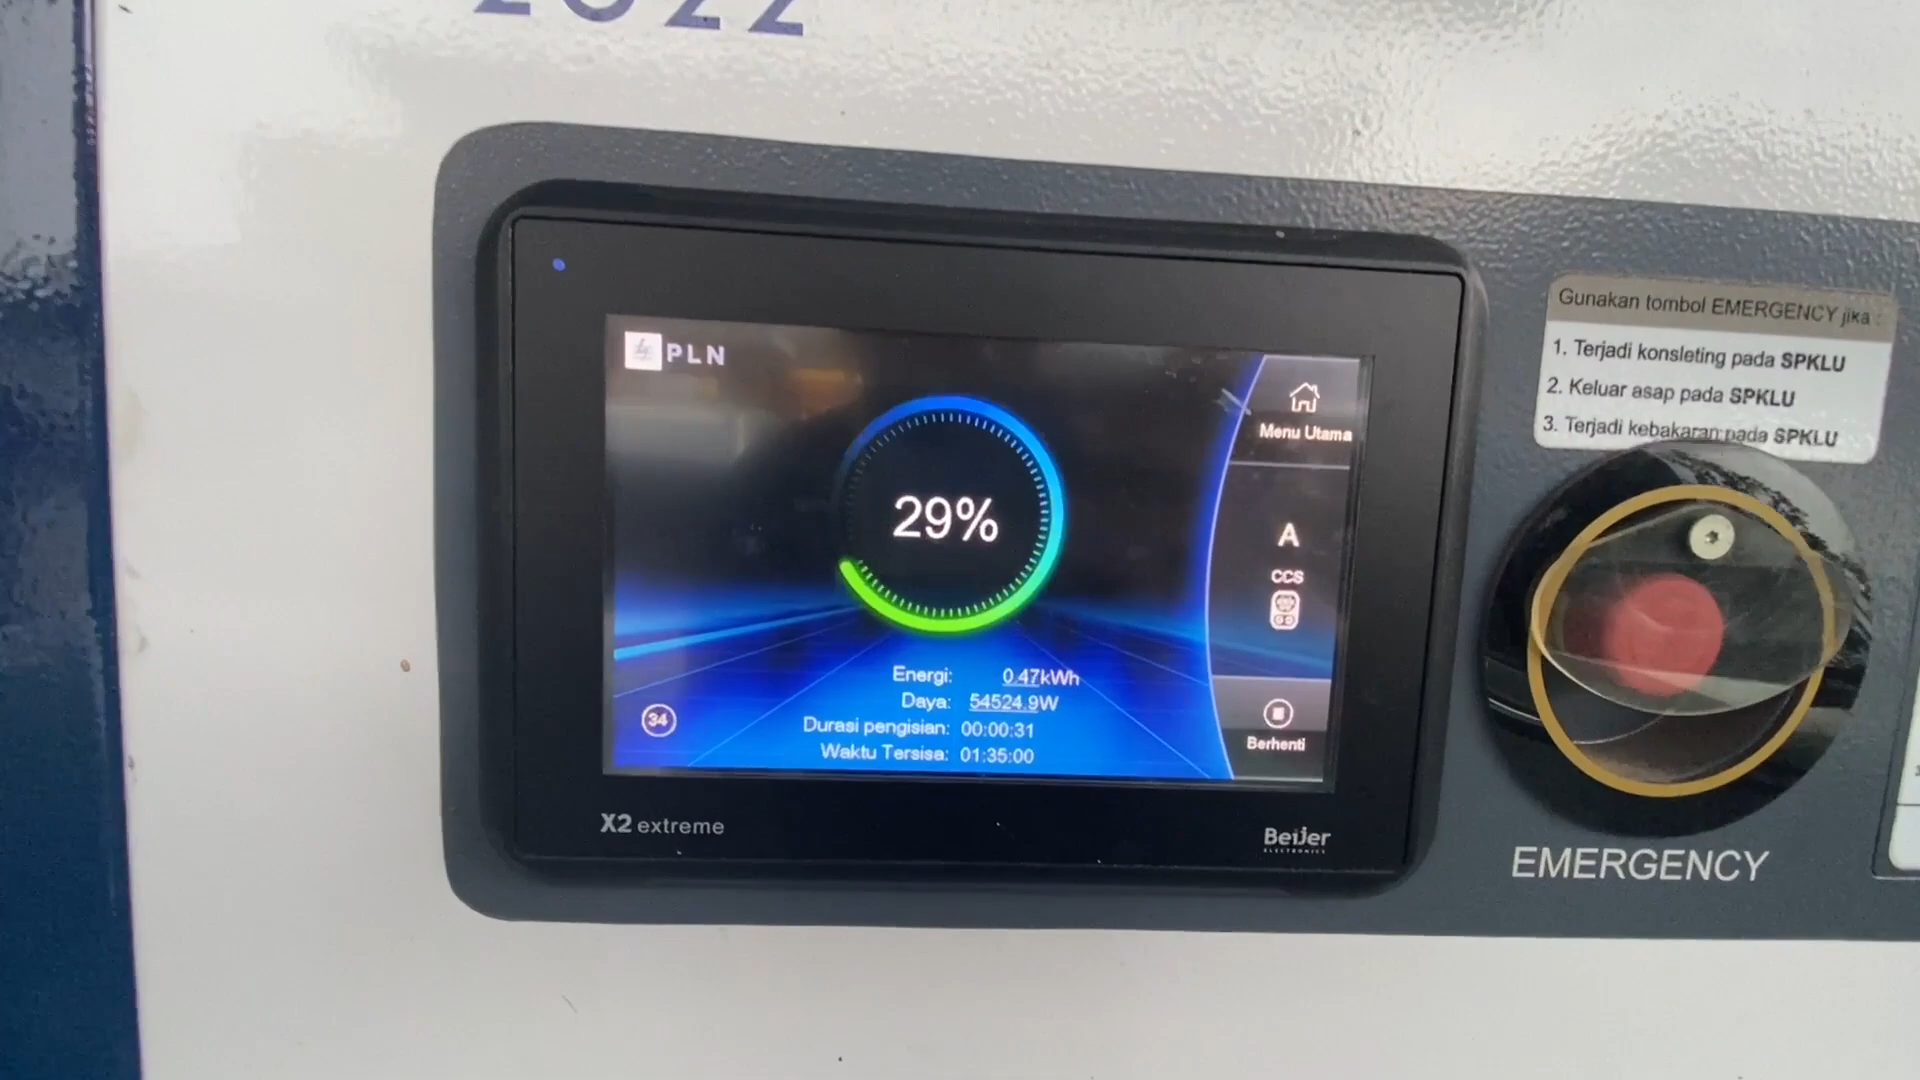 2022
Gunakan tombol EMERGENCY jika :
1. Terjadi konsleting pada SPKLU
2. Keluar asap pada SPKLU
3. Terjadi kebakaran pada SPKLU
PLN
Menu Utama
29%
A
CCS
Energi: 0.47kWh
Daya: 54524.9W
Durasi pengisian: 00:00:31
Waktu Tersisa: 01:35:00
34
Berhenti
X2 extreme
Beijer
ELECTRONICS
EMERGENCY